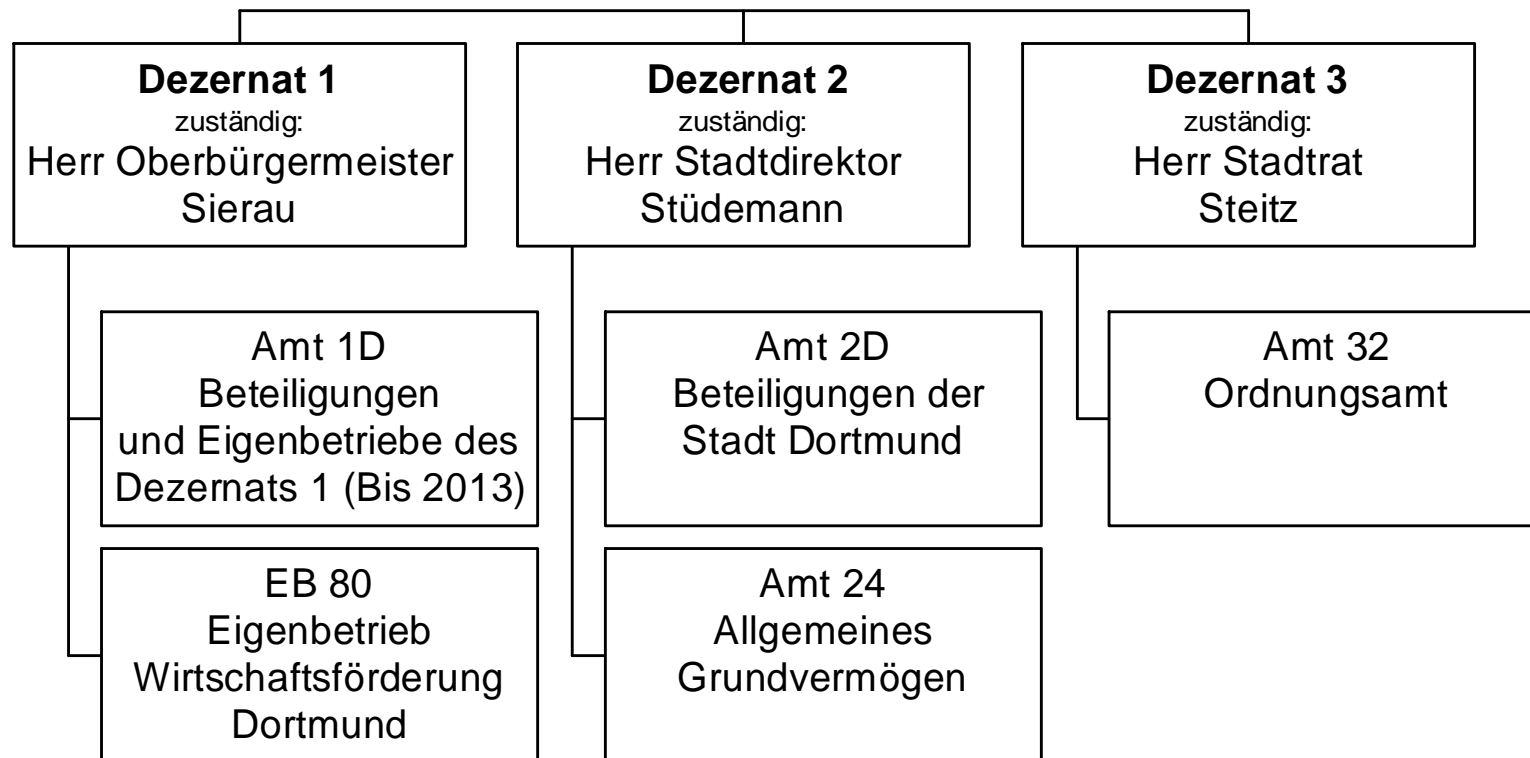 Dezernat 1
zuständig:
Herr Oberbürgermeister
Sierau
Dezernat 2
zuständig:
Herr Stadtdirektor
Stüdemann
Dezernat 3
zuständig:
Herr Stadtrat
Steitz
Amt 1D
Beteiligungen
und Eigenbetriebe des
Dezernats 1 (Bis 2013)
EB 80
Eigenbetrieb
Wirtschaftsförderung
Dortmund
Amt 2D
Beteiligungen der
Stadt Dortmund
Amt 24
Allgemeines
Grundvermögen
Amt 32
Ordnungsamt